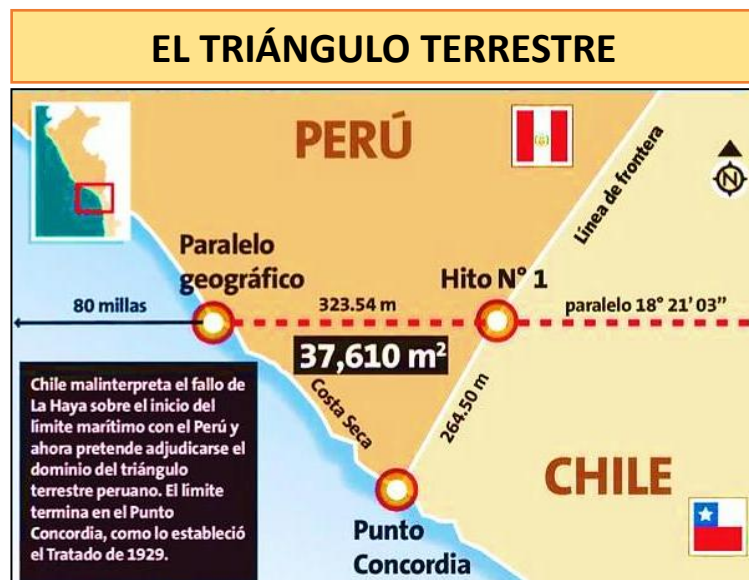 EL TRIÁNGULO TERRESTRE
PERÚ
Línea de frontera
N
Paralelo
geográfico
Hito N° 1
80 millas
323.54 m
paralelo 18° 21’ 03”
37,610 m²
Costa Seca
264.50 m
Chile malinterpreta el fallo de
La Haya sobre el inicio del
límite marítimo con el Perú y
ahora pretende adjudicarse el
dominio del triángulo
terrestre peruano. El límite
termina en el Punto
Concordia, como lo estableció
el Tratado de 1929.
CHILE
Punto
Concordia